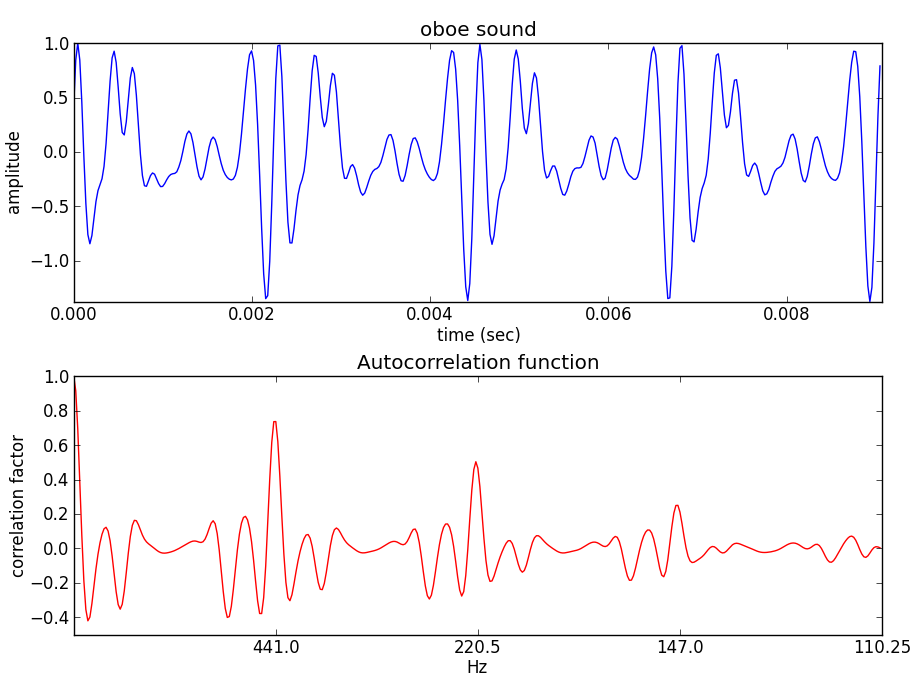 oboe sound
1.0
0.5
0.0
−0.5
−1.0
amplitude
0.000 0.002 0.004 0.006 0.008
time (sec)
Autocorrelation function
1.0
0.8
0.6
0.4
0.2
0.0
−0.2
−0.4
correlation factor
441.0 220.5 147.0 110.25
Hz